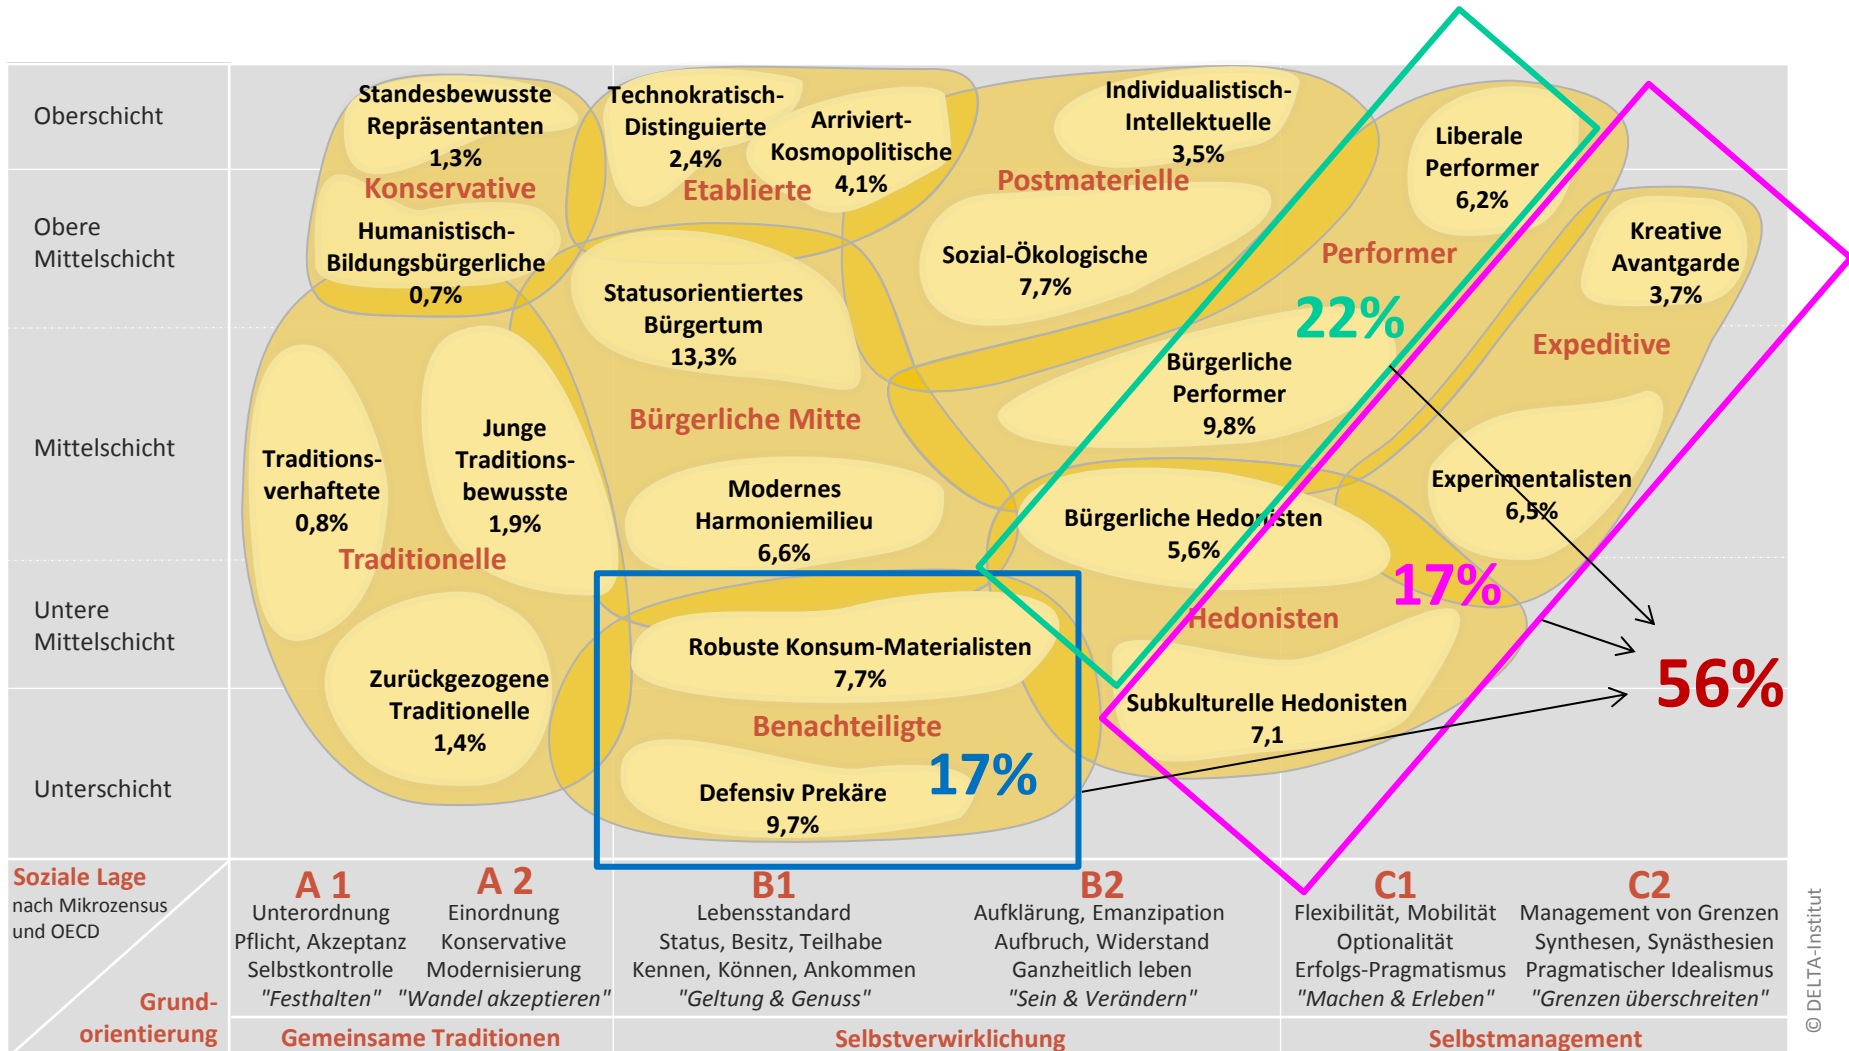 Oberschicht
Obere
Mittelschicht
Mittelschicht
Untere
Mittelschicht
Unterschicht
Standesbewusste
Repräsentanten
1,3%
Konservative
Humanistisch-
Bildungsbürgerliche
0,7%
Technokratisch-
Distinguierte
2,4%
Arriviert-
Kosmopolitische
4,1%
Etablierte
Individualistisch-
Intellektuelle
3,5%
Postmaterielle
Sozial-Ökologische
7,7%
Liberale
Performer
6,2%
Performer
22%
Bürgerliche
Performer
9,8%
Kreative
Avantgarde
3,7%
Expeditive
Experimentalisten
6,5%
Statusorientiertes
Bürgertum
13,3%
Bürgerliche Mitte
Modernes
Harmoniemilieu
6,6%
Traditions-
verhaftete
0,8%
Junge
Traditions-
bewusste
1,9%
Traditionelle
Zurückgezogene
Traditionelle
1,4%
Bürgerliche Hedonisten
5,6%
17%
Hedonisten
Subkulturelle Hedonisten
7,1
Robuste Konsum-Materialisten
7,7%
Benachteiligte
17%
Defensiv Prekäre
9,7%
56%
Soziale Lage
nach Mikrozensus
und OECD
Grund-
orientierung
A 1
Unterordnung
Pflicht, Akzeptanz
Selbstkontrolle
"Festhalten"
A 2
Einordnung
Konservative
Modernisierung
"Wandel akzeptieren"
B1
Lebensstandard
Status, Besitz, Teilhabe
Kennen, Können, Ankommen
"Geltung & Genuss"
B2
Aufklärung, Emanzipation
Aufbruch, Widerstand
Ganzheitlich leben
"Sein & Verändern"
C1
Flexibilität, Mobilität
Optionalität
Erfolgs-Pragmatismus
"Machen & Erleben"
C2
Management von Grenzen
Synthesen, Synästhesien
Pragmatischer Idealismus
"Grenzen überschreiten"
Gemeinsame Traditionen
Selbstverwirklichung
Selbstmanagement
© DELTA-Institut